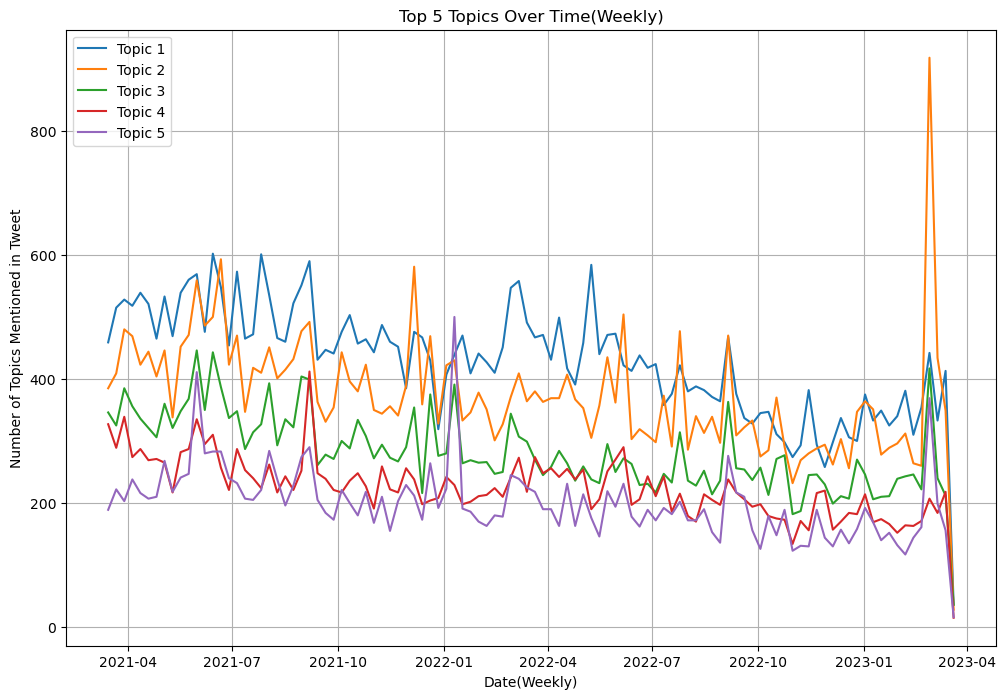 Top 5 Topics Over Time(Weekly)
Topic 1
Topic 2
Topic 3
Topic 4
Topic 5
Number of Topics Mentioned in Tweet
800
600
400
200
0
2021-04 2021-07 2021-10 2022-01 2022-04 2022-07 2022-10 2023-01 2023-04
Date(Weekly)